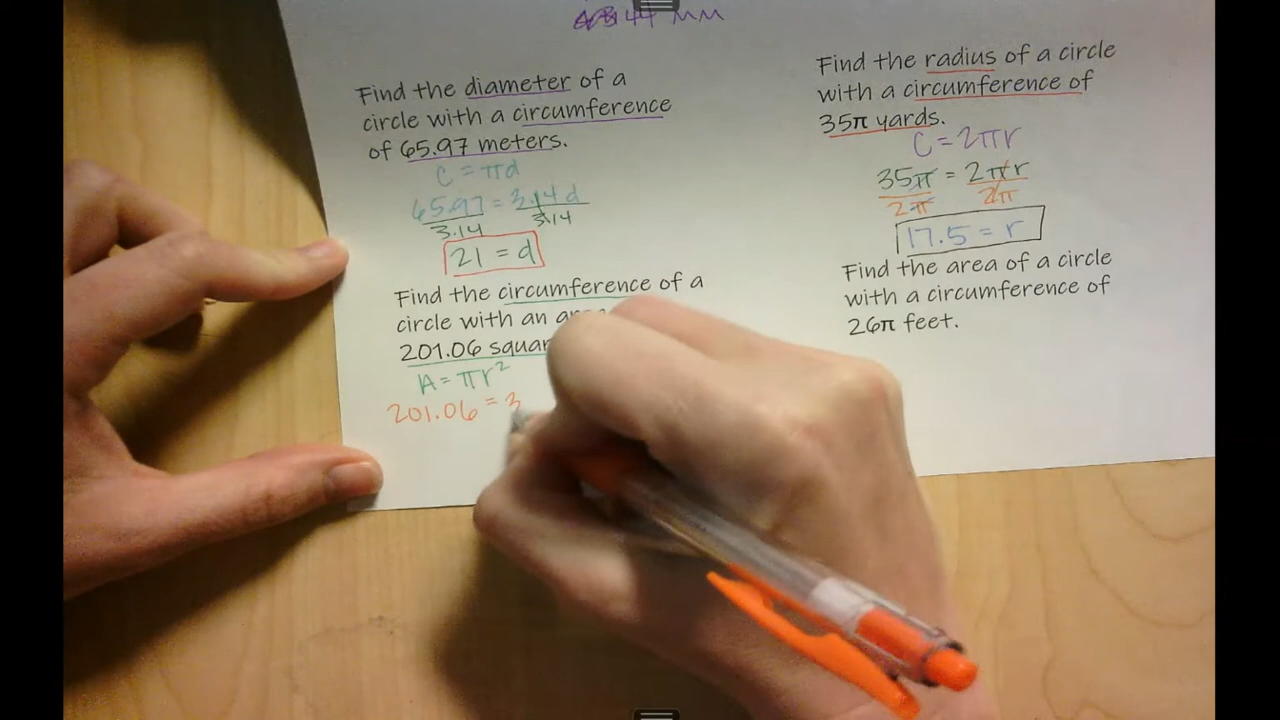 44 MM
Find the diameter of a
circle with a circumference
of 65.97 meters.
C = πd
65.97 = 3.14 d
3.14 3.14
21 = d
Find the circumference of a
circle with an
201.06
A = πr²
201.06 = 3
Find the radius of a circle
with a circumference of
35π yards.
C = 2πr
35π = 2πr
2π 2π
17.5 = r
Find the area of a circle
with a circumference of
26π feet.